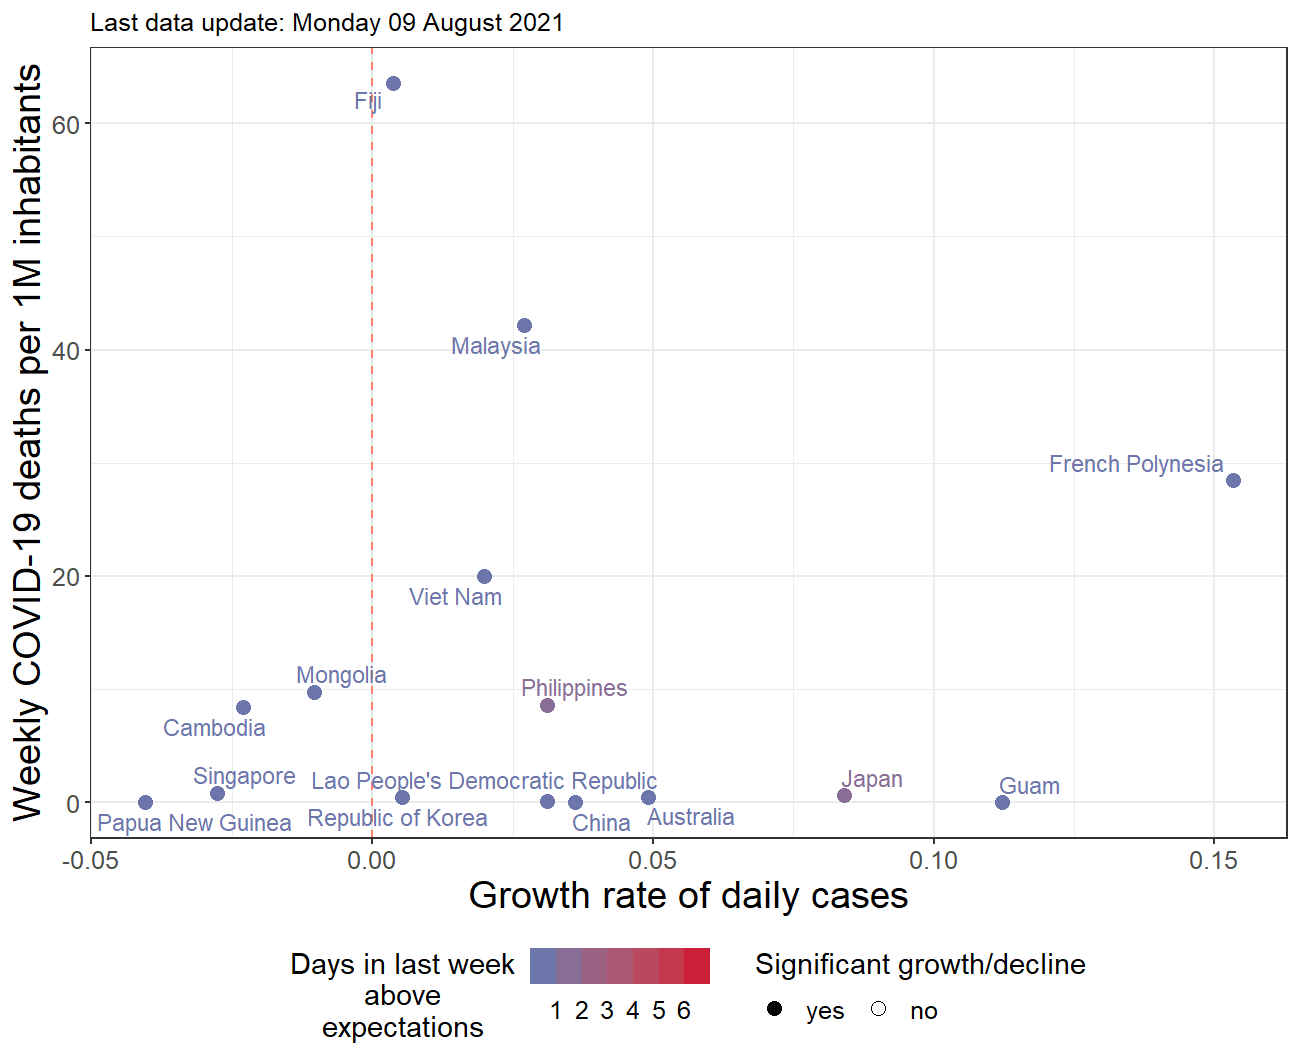 Last data update: Monday 09 August 2021
Weekly COVID-19 deaths per 1M inhabitants
60
40
20
0
Fiji
Malaysia
French Polynesia
Viet Nam
Mongolia
Philippines
Cambodia
Singapore
Lao People's Democratic Republic
Japan
Guam
Papua New Guinea
Republic of Korea
China
Australia
-0.05
0.00
0.05
0.10
0.15
Growth rate of daily cases
Days in last week
above
expectations
1 2 3 4 5 6
Significant growth/decline
yes
no